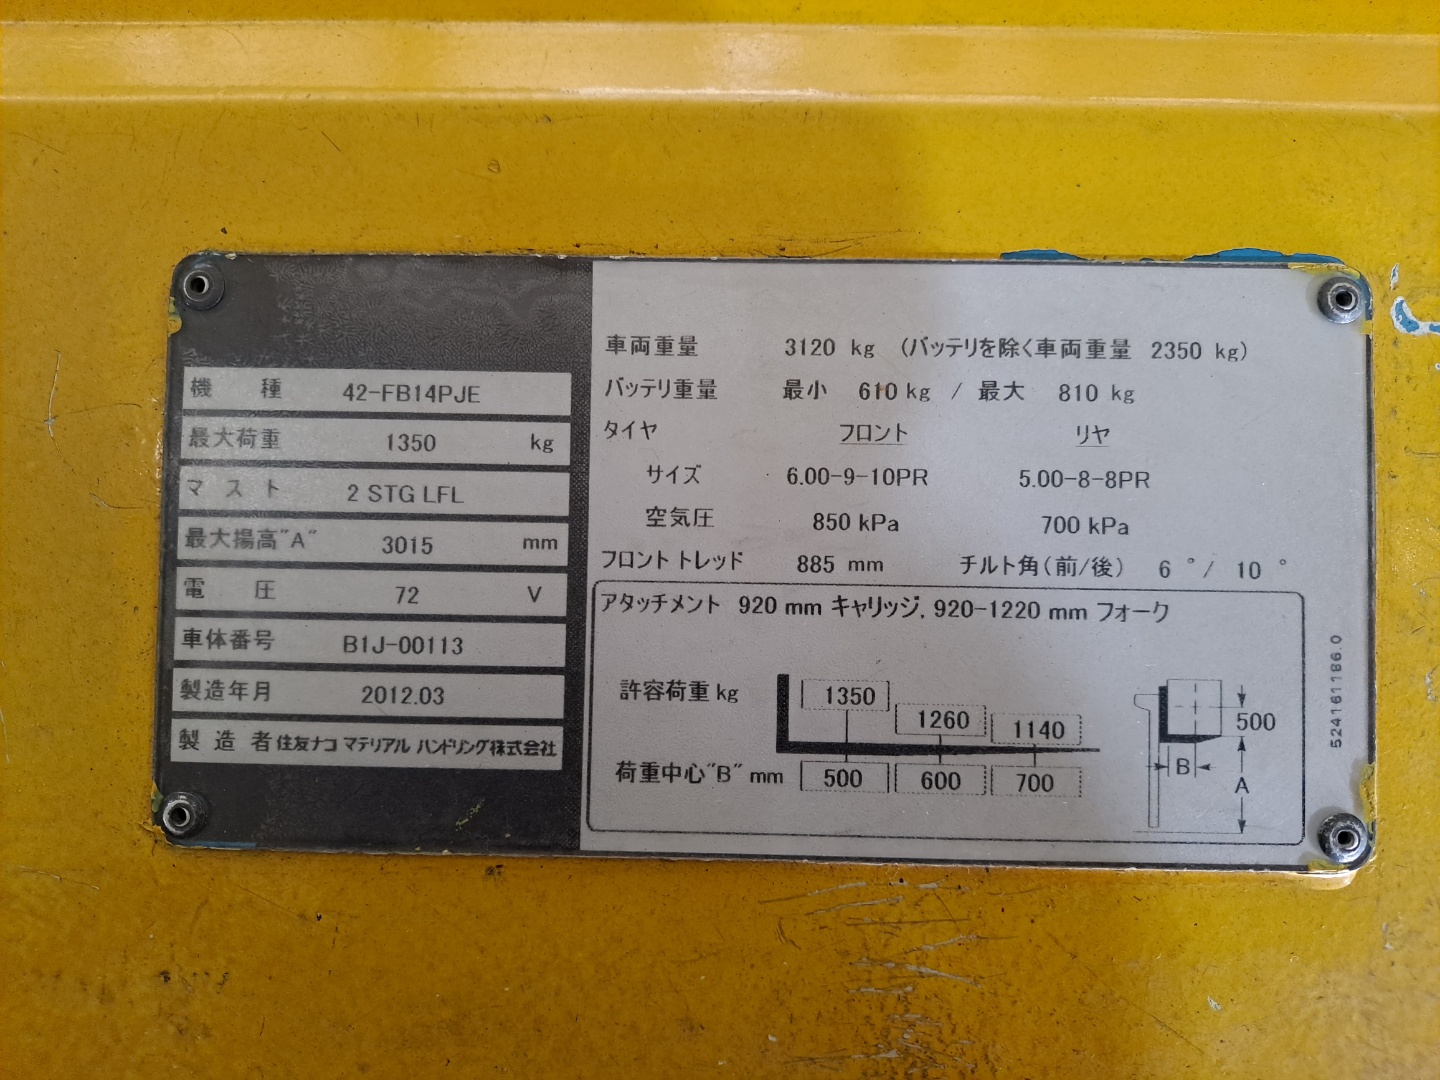 機 種 42-FB14PJE
最大荷重 1350 kg
マスト 2 STG LFL
最大揚高"A" 3015 mm
電 圧 72 V
車体番号 B1J-00113
製造年月 2012.03
製造者 住友ナコ マテリアル ハンドリング株式会社
車両重量 3120 kg (バッテリを除く車両重量 2350 kg)
バッテリ重量 最小 610 kg / 最大 810 kg
タイヤ フロント リヤ
サイズ 6.00-9-10PR 5.00-8-8PR
空気圧 850 kPa 700 kPa
フロント トレッド 885 mm チルト角(前/後) 6 °/ 10 °
アタッチメント 920 mm キャリッジ, 920-1220 mm フォーク
許容荷重 kg 1350 1260 1140
荷重中心"B" mm 500 600 700
500
B
A
524161186.0